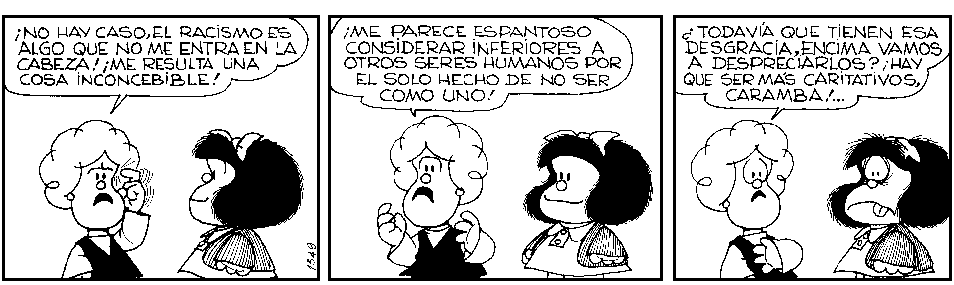 ¡NO HAY CASO, EL RACISMO ES
ALGO QUE NO ME ENTRA EN LA
CABEZA! ¡ME RESULTA UNA
COSA INCONCEBIBLE!
¡ME PARECE ESPANTOSO
CONSIDERAR INFERIORES A
OTROS SERES HUMANOS POR
EL SOLO HECHO DE NO SER
COMO UNO!
¿TODAVÍA QUE TIENEN ESA
DESGRACIA, ENCIMA VAMOS
A DESPRECIARLOS? ¡HAY
QUE SER MAS CARITATIVOS,
CARAMBA!...
1549